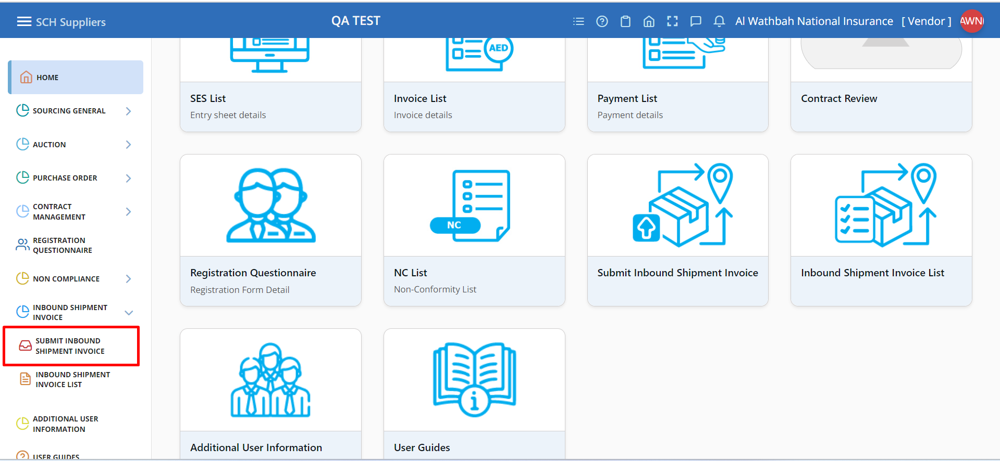 SCH Suppliers
QA TEST
Al Wathbah National Insurance [ Vendor ]
AWNI
HOME
SOURCING GENERAL
AUCTION
PURCHASE ORDER
CONTRACT
MANAGEMENT
REGISTRATION
QUESTIONNAIRE
NON COMPLIANCE
INBOUND SHIPMENT
INVOICE
SUBMIT INBOUND
SHIPMENT INVOICE
INBOUND SHIPMENT
INVOICE LIST
ADDITIONAL USER
INFORMATION
USER GUIDES
SES List
Entry sheet details
AED
Invoice List
Invoice details
Payment List
Payment details
Contract Review
Registration Questionnaire
Registration Form Detail
NC
NC List
Non-Conformity List
Submit Inbound Shipment Invoice
Inbound Shipment Invoice List
Additional User Information
User Guides